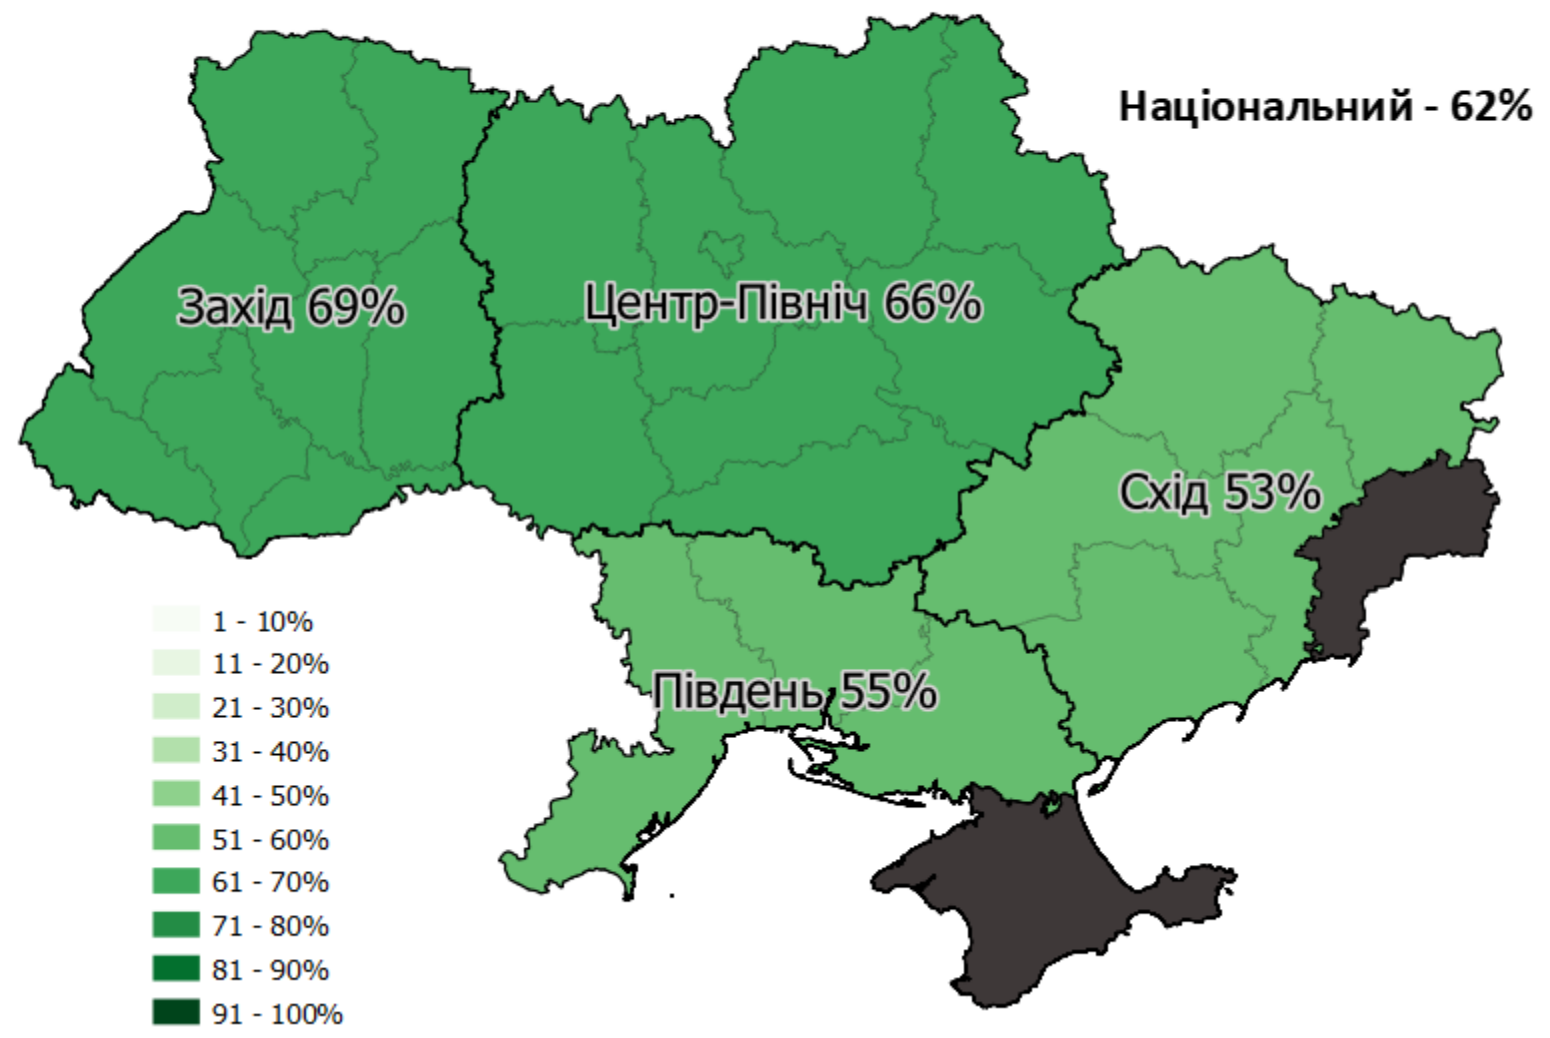 Національний - 62%
Захід 69%
Центр-Північ 66%
Схід 53%
Південь 55%
1 - 10%
11 - 20%
21 - 30%
31 - 40%
41 - 50%
51 - 60%
61 - 70%
71 - 80%
81 - 90%
91 - 100%